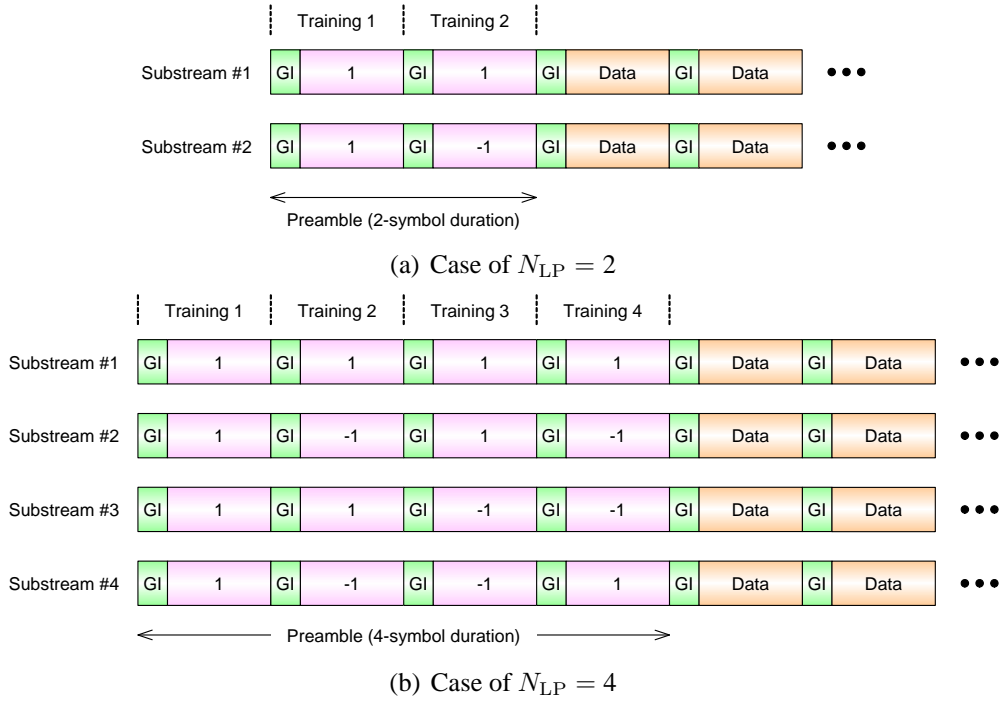 Training 1 Training 2
Substream #1 GI 1 GI 1 GI Data GI Data
Substream #2 GI 1 GI -1 GI Data GI Data
Preamble (2-symbol duration)
(a) Case of N_LP = 2
Training 1 Training 2 Training 3 Training 4
Substream #1 GI 1 GI 1 GI 1 GI 1 GI Data GI Data
Substream #2 GI 1 GI -1 GI 1 GI -1 GI Data GI Data
Substream #3 GI 1 GI 1 GI -1 GI -1 GI Data GI Data
Substream #4 GI 1 GI -1 GI -1 GI 1 GI Data GI Data
Preamble (4-symbol duration)
(b) Case of N_LP = 4